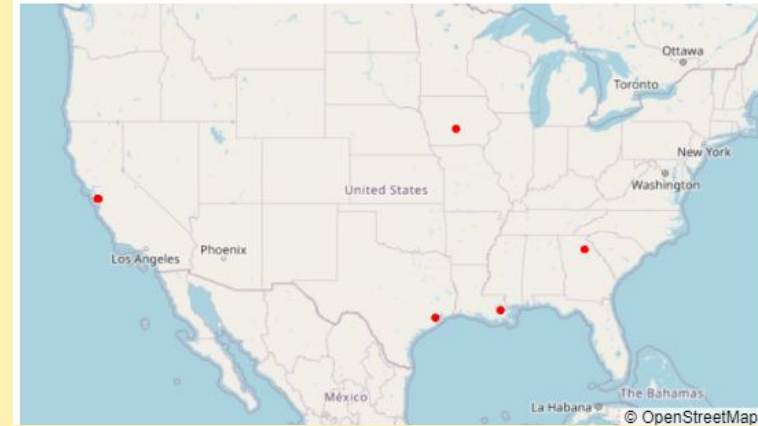 Ottawa
Toronto
New York
United States
Washington
Phoenix
Los Angeles
México
The Bahamas
La Habana
© OpenStreetMap